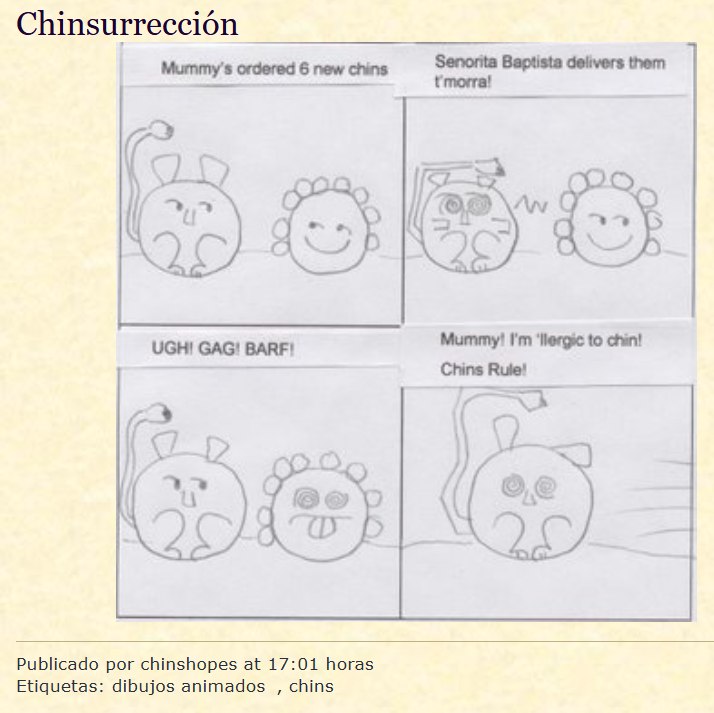 Chinsurrección
Mummy's ordered 6 new chins
Senorita Baptista delivers them
t'morra!
UGH! GAG! BARF!
Mummy! I'm 'llergic to chin!
Chins Rule!
Publicado por chinshopes at 17:01 horas
Etiquetas: dibujos animados , chins